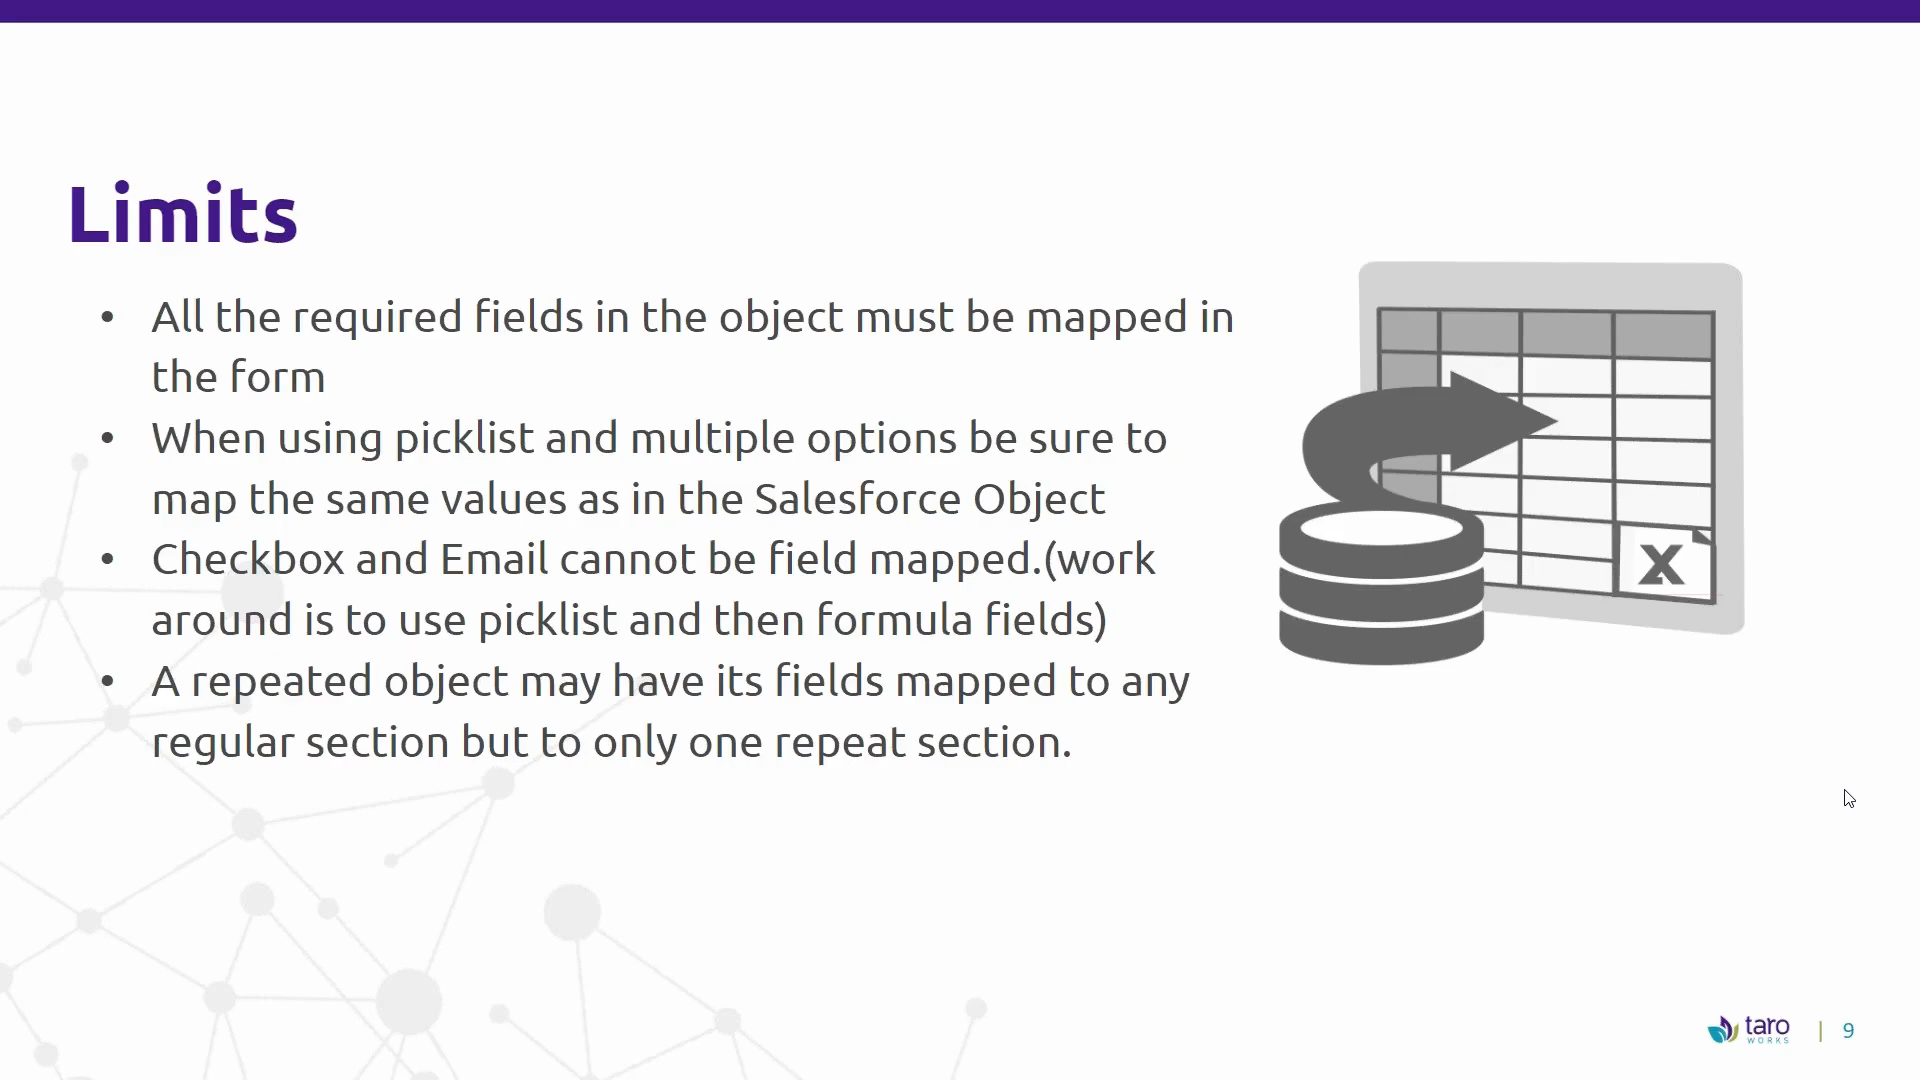 Limits
• All the required fields in the object must be mapped in
the form
• When using picklist and multiple options be sure to
map the same values as in the Salesforce Object
• Checkbox and Email cannot be field mapped.(work
around is to use picklist and then formula fields)
• A repeated object may have its fields mapped to any
regular section but to only one repeat section.
X
taro
WORKS
| 9